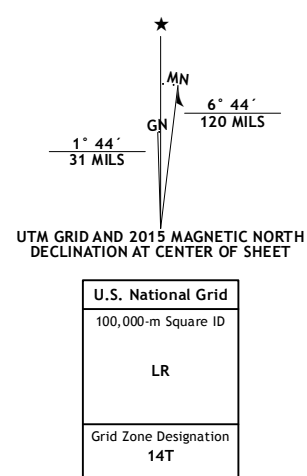 ★
MN
GN
6° 44´
120 MILS
1° 44´
31 MILS
UTM GRID AND 2015 MAGNETIC NORTH
DECLINATION AT CENTER OF SHEET
U.S. National Grid
100,000-m Square ID
LR
Grid Zone Designation
14T